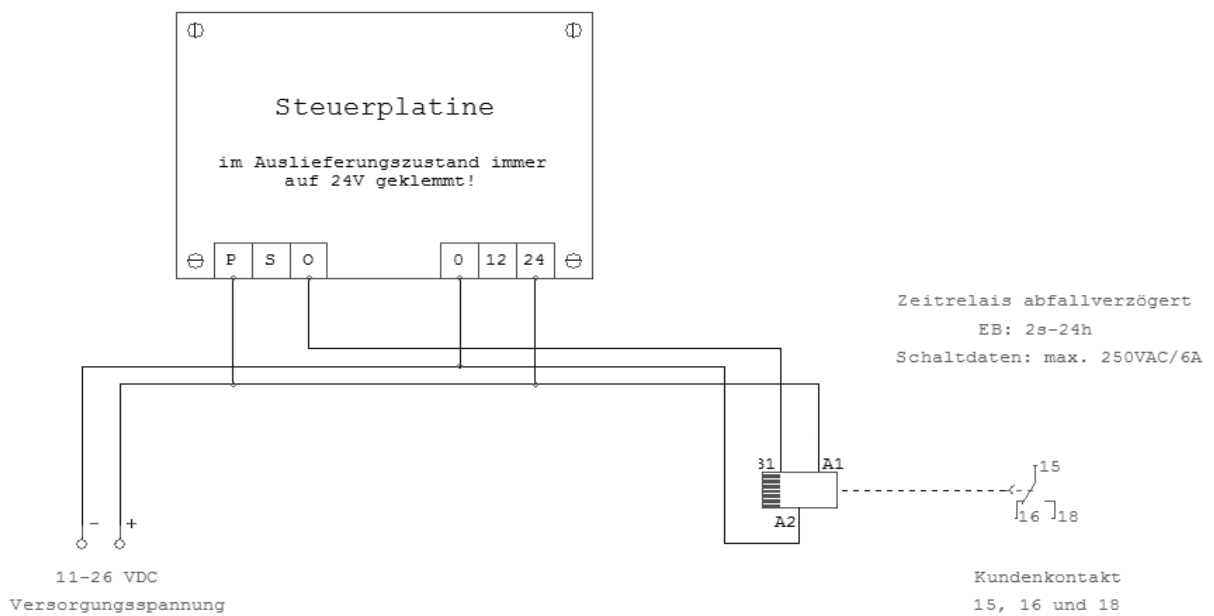 Steuerplatine
im Auslieferungszustand immer
auf 24V geklemmt!
P S O 0 12 24
Zeitrelais abfallverzögert
EB: 2s-24h
Schaltdaten: max. 250VAC/6A
A1
15
A2
16 18
- +
11-26 VDC
Versorgungsspannung
Kundenkontakt
15, 16 und 18